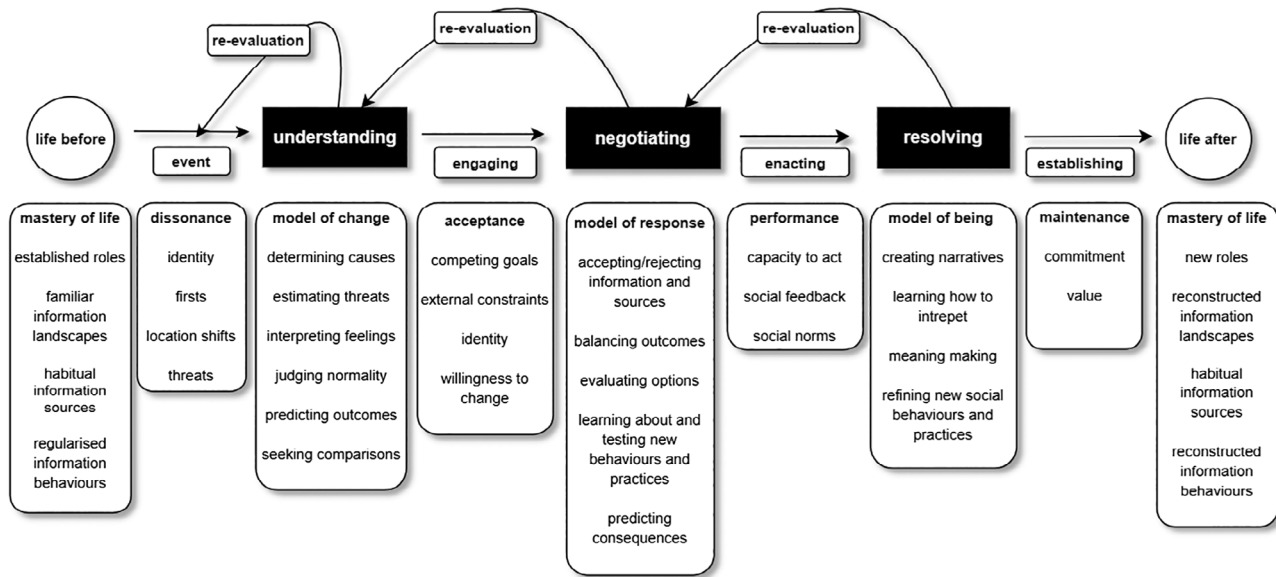 re-evaluation
re-evaluation
re-evaluation
life before
understanding
negotiating
resolving
life after
event
engaging
enacting
establishing
mastery of life
established roles
familiar
information
landscapes
habitual
information
sources
regularised
information
behaviours
dissonance
identity
firsts
location shifts
threats
model of change
determining causes
estimating threats
interpreting feelings
judging normality
predicting outcomes
seeking comparisons
acceptance
competing goals
external constraints
identity
willingness to
change
model of response
accepting/rejecting
information and
sources
balancing outcomes
evaluating options
learning about and
testing new
behaviours and
practices
predicting
consequences
performance
capacity to act
social feedback
social norms
model of being
creating narratives
learning how to
intrepet
meaning making
refining new social
behaviours and
practices
maintenance
commitment
value
mastery of life
new roles
reconstructed
information
landscapes
habitual
information
sources
reconstructed
information
behaviours